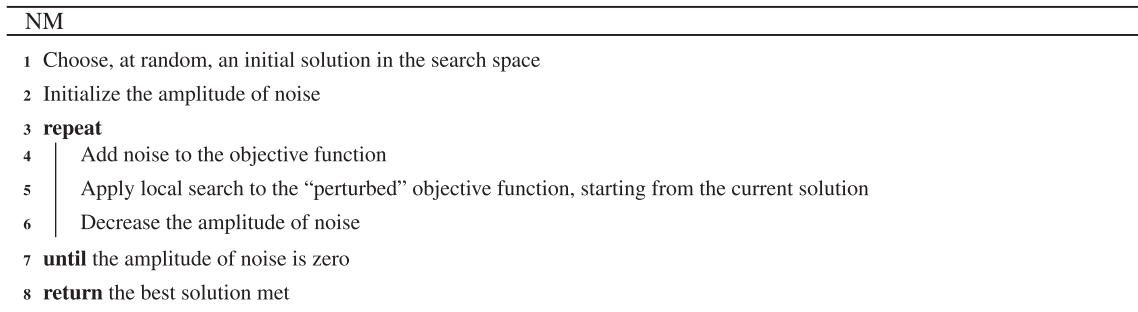 NM
1 Choose, at random, an initial solution in the search space
2 Initialize the amplitude of noise
3 repeat
4 Add noise to the objective function
5 Apply local search to the “perturbed” objective function, starting from the current solution
6 Decrease the amplitude of noise
7 until the amplitude of noise is zero
8 return the best solution met